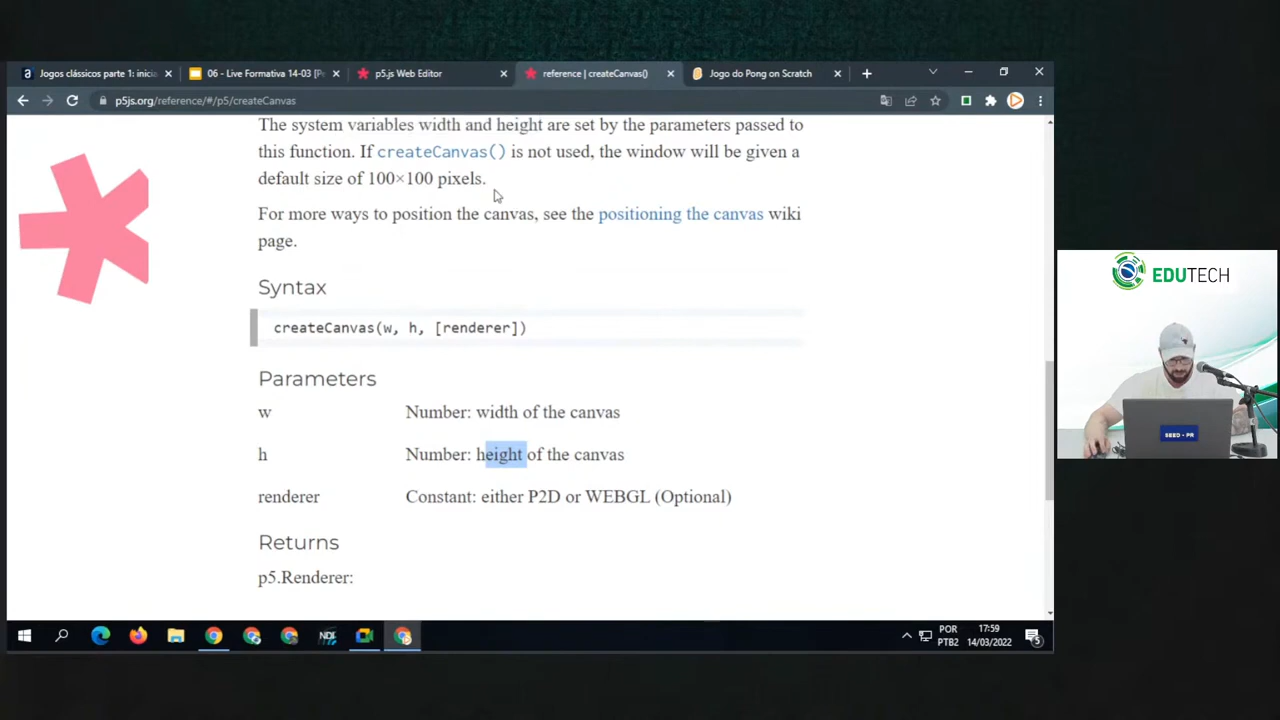 Jogos clássicos parte 1: inicia
06 - Live Formativa 14-03 [P
p5.js Web Editor
reference | createCanvas()
Jogo do Pong on Scratch
p5js.org/reference/#/p5/createCanvas
The system variables width and height are set by the parameters passed to
this function. If createCanvas() is not used, the window will be given a
default size of 100×100 pixels.
For more ways to position the canvas, see the positioning the canvas wiki
page.
Syntax
createCanvas(w, h, [renderer])
Parameters
w Number: width of the canvas
h Number: height of the canvas
renderer Constant: either P2D or WEBGL (Optional)
Returns
p5.Renderer:
EDUTECH
SEED - PR
NDI
POR
PTB2
17:59
14/03/2022
5